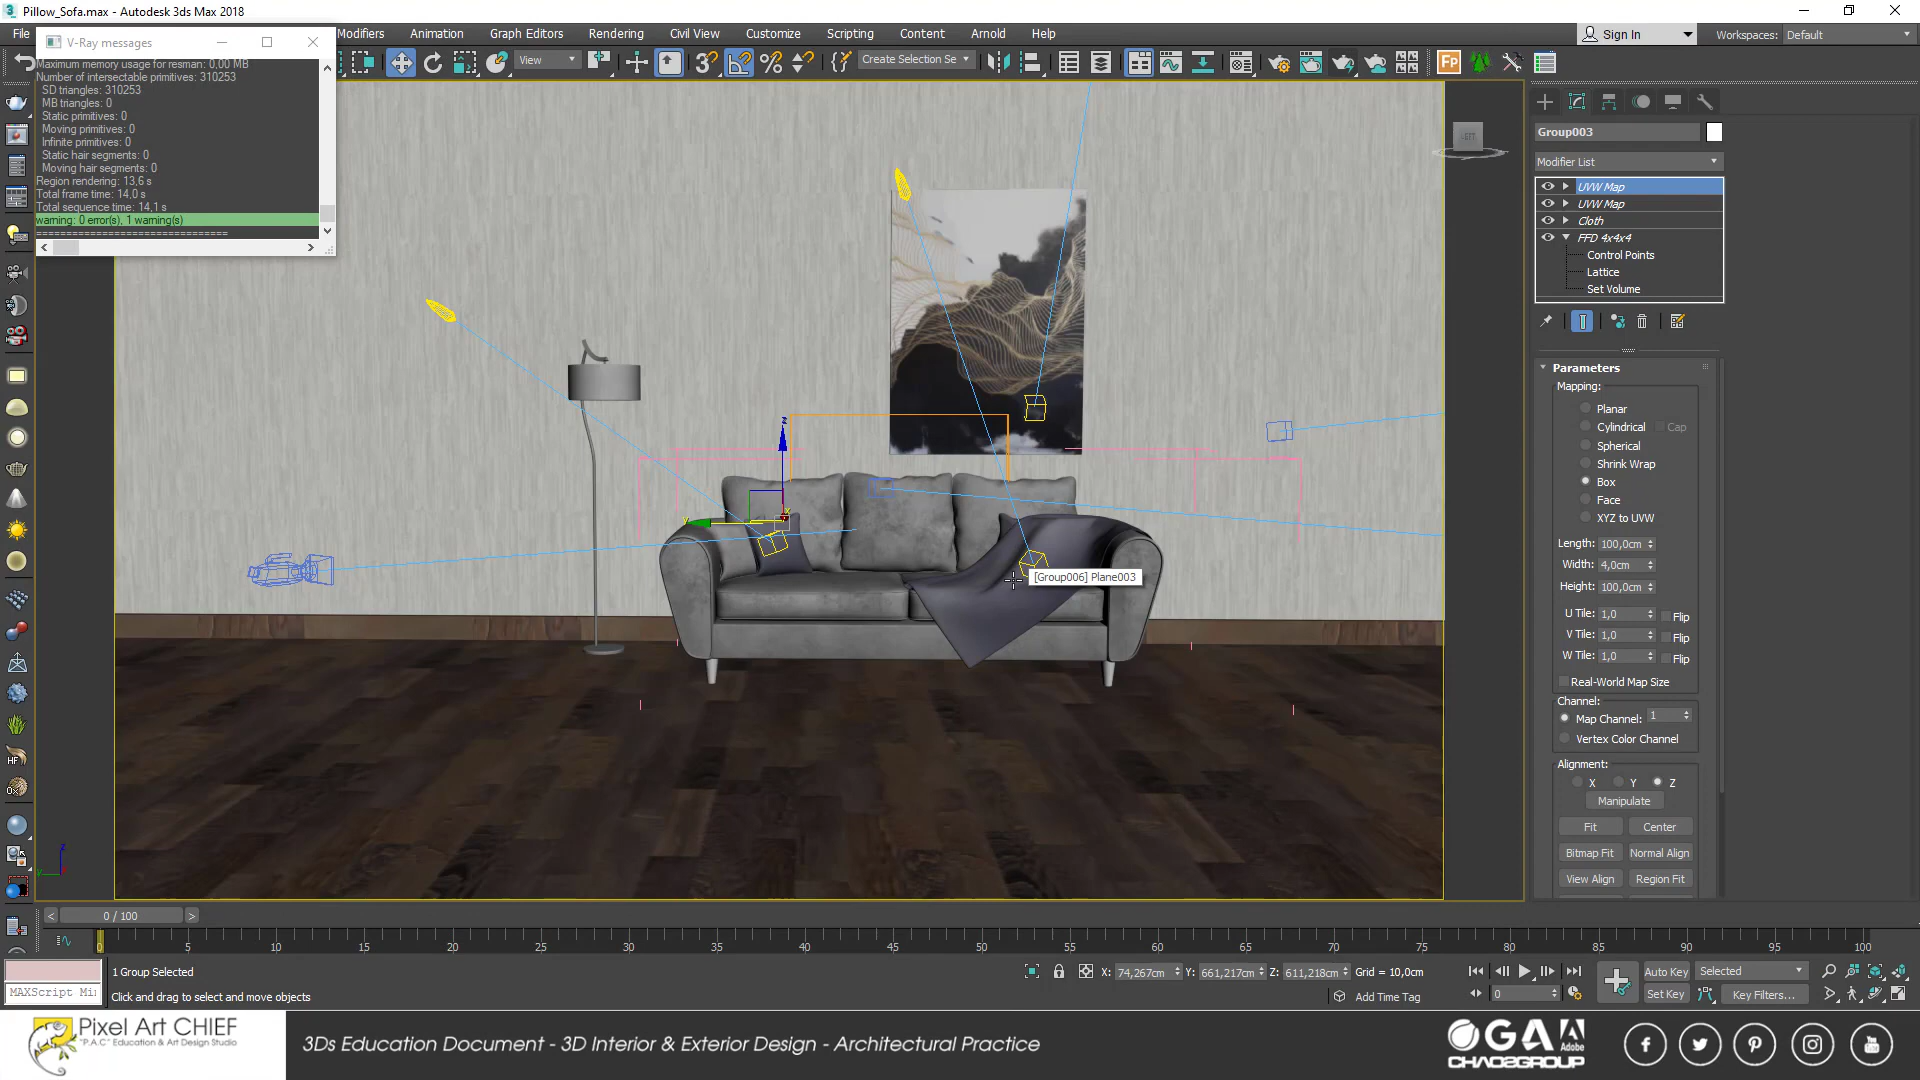 Pillow_Sofa.max - Autodesk 3ds Max 2018
File
Modifiers
Animation
Graph Editors
Rendering
Civil View
Customize
Scripting
Content
Arnold
Help
Sign In
Workspaces:
Default
V-Ray messages
Maximum memory usage for resman: 0,00 MB
Number of intersectable primitives: 310253
SD triangles: 310253
MB triangles: 0
Static primitives: 0
Moving primitives: 0
Infinite primitives: 0
Static hair segments: 0
Moving hair segments: 0
Region rendering: 13,6 s
Total frame time: 14,0 s
Total sequence time: 14,1 s
warning: 0 error(s), 1 warning(s)
================================
View
Create Selection Se
Group003
Modifier List
UVW Map
UVW Map
Cloth
FFD 4x4x4
Control Points
Lattice
Set Volume
Parameters
Mapping:
Planar
Cylindrical
Cap
Spherical
Shrink Wrap
Box
Face
XYZ to UVW
Length: 100,0cm
Width: 4,0cm
Height: 100,0cm
U Tile: 1,0 Flip
V Tile: 1,0 Flip
W Tile: 1,0 Flip
Real-World Map Size
Channel:
Map Channel: 1
Vertex Color Channel
Alignment:
X Y Z
Manipulate
Fit
Center
Bitmap Fit
Normal Align
View Align
Region Fit
[Group006] Plane003
z
y
x
0 / 100
0 5 10 15 20 25 30 35 40 45 50 55 60 65 70 75 80 85 90 95 100
1 Group Selected
Click and drag to select and move objects
MAXScript Mi
X: 74,267cm
Y: 661,217cm
Z: 611,218cm
Grid = 10,0cm
Add Time Tag
0
Auto Key
Selected
Set Key
Key Filters...
Pixel Art CHIEF
"P.A.C" Education & Art Design Studio
3Ds Education Document - 3D Interior & Exterior Design - Architectural Practice
GA
Adobe
CHAOSGROUP